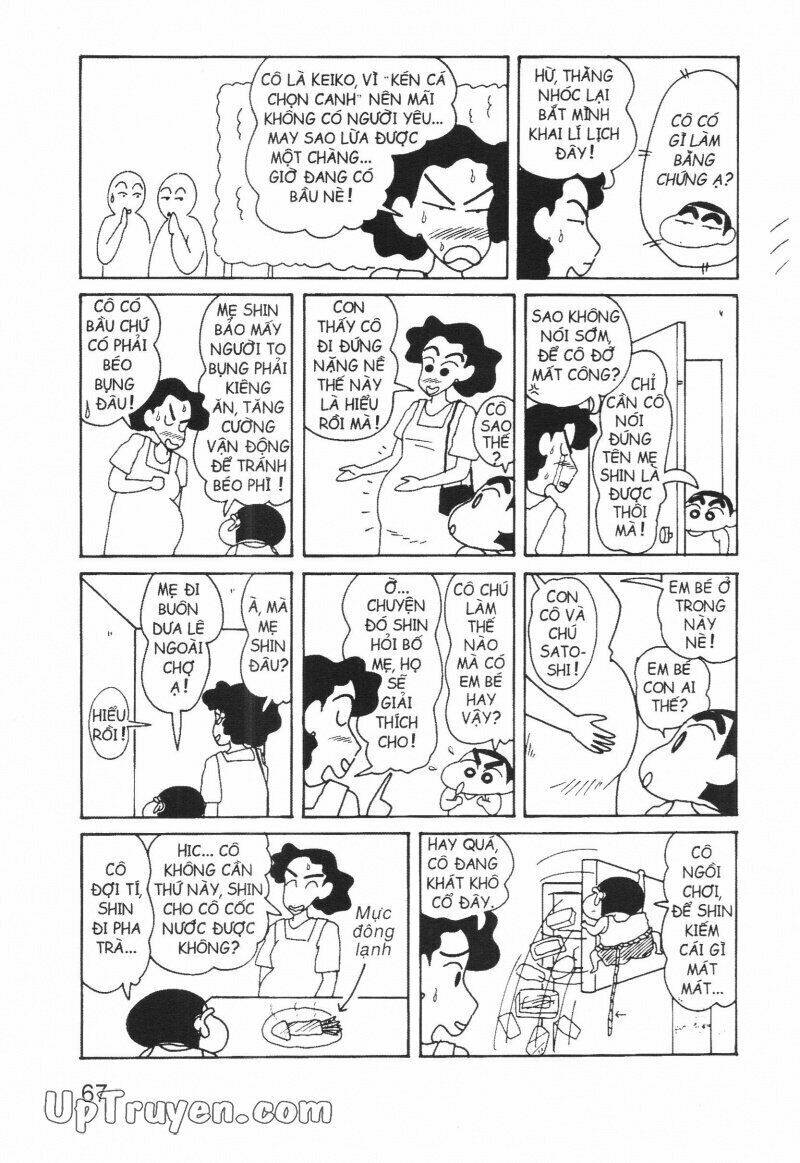 CÔ CÓ
GÌ LÀM
BẰNG
CHỨNG Ạ?
HỪ, THẰNG
NHÓC LẠI
BẮT MÌNH
KHAI LÍ LỊCH
ĐÂY!
CÔ LÀ KEIKO, VÌ "KÉN CÁ
CHỌN CANH" NÊN MÃI
KHÔNG CÓ NGƯỜI YÊU...
MAY SAO LỪA ĐƯỢC
MỘT CHÀNG...
GIỜ ĐANG CÓ
BẦU NÈ!
SAO KHÔNG
NÓI SỚM,
ĐỂ CÔ ĐỠ
MẤT CÔNG?
CHỈ
CẦN CÔ
NÓI
ĐÚNG
TÊN MẸ
SHIN LÀ
ĐƯỢC
THÔI
MÀ!
CÔ
SAO
THẾ
?
CON
THẤY CÔ
ĐI ĐỨNG
NẶNG NỀ
THẾ NÀY
LÀ HIỂU
RỒI MÀ!
MẸ SHIN
BẢO MẤY
NGƯỜI TO
BỤNG PHẢI
KIÊNG
ĂN, TĂNG
CƯỜNG
VẬN ĐỘNG
ĐỂ TRÁNH
BÉO PHÌ!
CÔ CÓ
BẦU CHỨ
CÓ PHẢI
BÉO
BỤNG
ĐÂU!
EM BÉ Ở
TRONG
NÀY
NÈ!
EM BÉ
CON AI
THẾ?
CON
CÔ VÀ
CHÚ
SATO-
SHI!
CÔ CHÚ
LÀM
THẾ
NÀO
MÀ CÓ
EM BÉ
HAY
VẬY?
Ờ...
CHUYỆN
ĐÓ SHIN
HỎI BỐ
MẸ, HỌ
SẼ
GIẢI
THÍCH
CHO!
À, MÀ
MẸ
SHIN
ĐÂU?
MẸ ĐI
BUÔN
DƯA LÊ
NGOÀI
CHỢ
Ạ!
HIỂU
RỒI!
CÔ
NGỒI
CHƠI,
ĐỂ SHIN
KIẾM
CÁI GÌ
MÁT
MÁT...
HAY QUÁ,
CÔ ĐANG
KHÁT KHÔ
CỔ ĐÂY.
HIC... CÔ
KHÔNG CẦN
THỨ NÀY, SHIN
CHO CÔ CỐC
NƯỚC ĐƯỢC
KHÔNG?
Mực
đông
lạnh
CÔ
ĐỢI TÍ,
SHIN
ĐI PHA
TRÀ...
67
UpTruyen.com